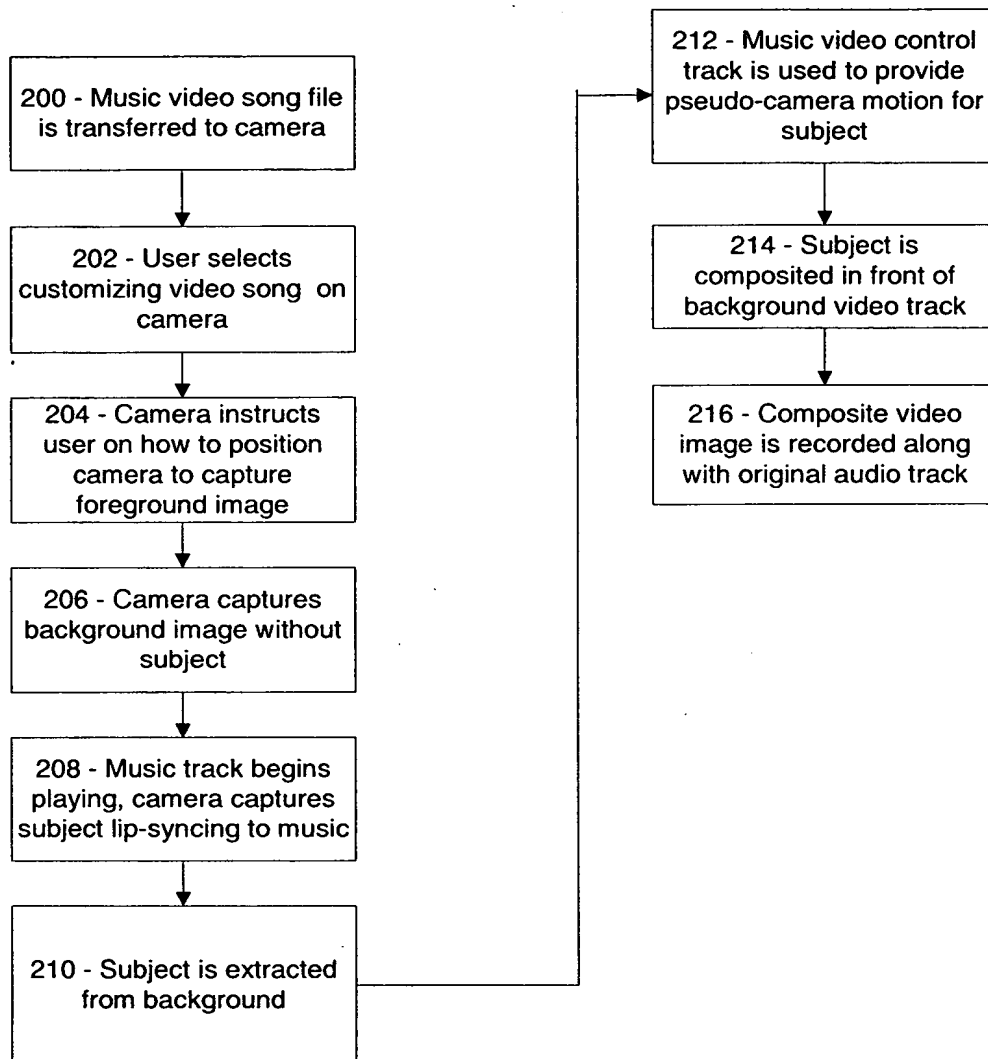 200 - Music video song file
is transferred to camera
202 - User selects
customizing video song on
camera
204 - Camera instructs
user on how to position
camera to capture
foreground image
206 - Camera captures
background image without
subject
208 - Music track begins
playing, camera captures
subject lip-syncing to music
210 - Subject is extracted
from background
212 - Music video control
track is used to provide
pseudo-camera motion for
subject
214 - Subject is
composited in front of
background video track
216 - Composite video
image is recorded along
with original audio track